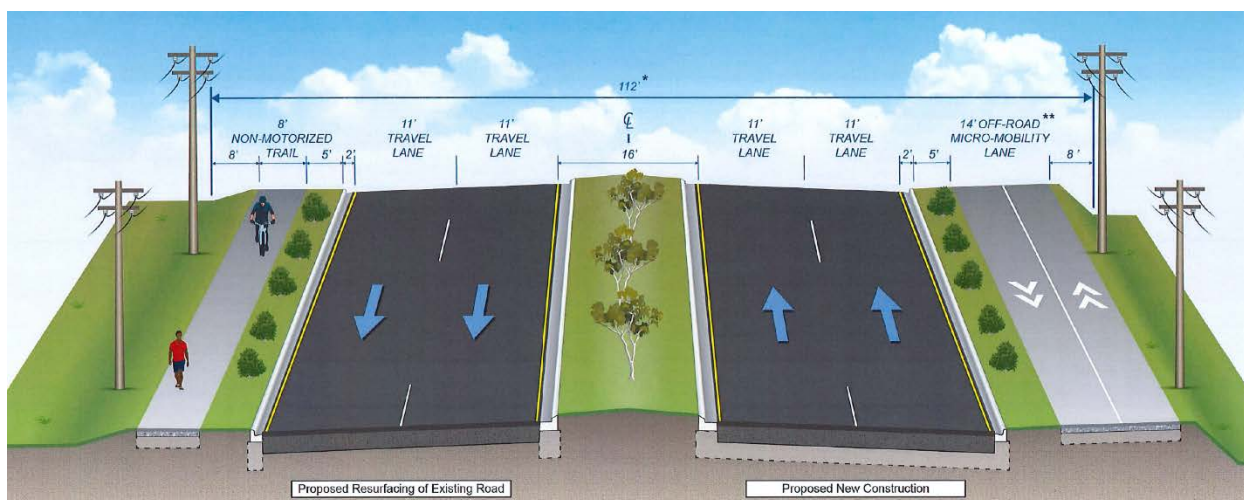 112' *
8'
NON-MOTORIZED
TRAIL
11'
TRAVEL
LANE
11'
TRAVEL
LANE
℄
11'
TRAVEL
LANE
11'
TRAVEL
LANE
14' OFF-ROAD **
MICRO-MOBILITY
LANE
8' 5' 2' 16' 2' 5' 8'
Proposed Resurfacing of Existing Road
Proposed New Construction